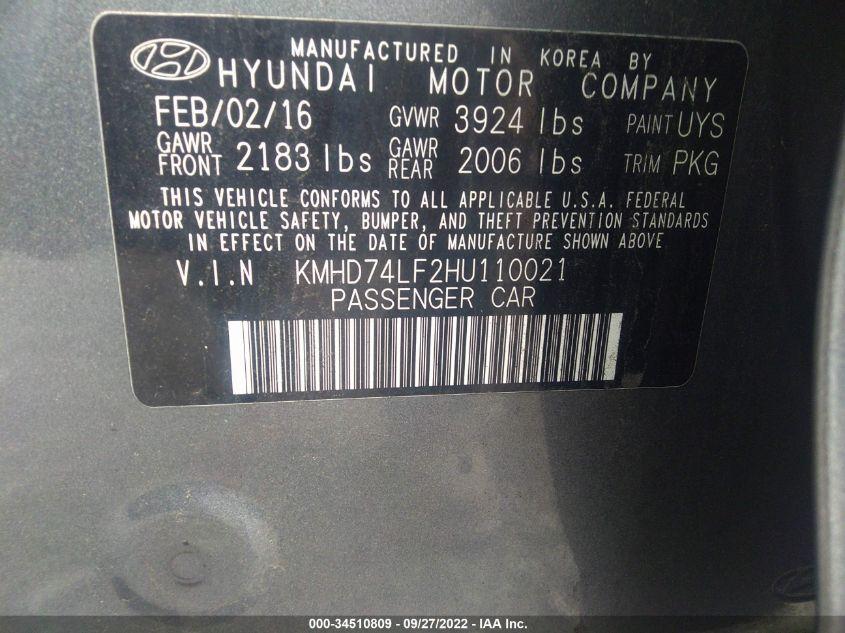 MANUFACTURED IN KOREA BY
HYUNDAI MOTOR COMPANY
FEB/02/16 GVWR 3924 lbs PAINT UYS
GAWR FRONT 2183 lbs GAWR REAR 2006 lbs TRIM PKG
THIS VEHICLE CONFORMS TO ALL APPLICABLE U.S.A. FEDERAL
MOTOR VEHICLE SAFETY, BUMPER, AND THEFT PREVENTION STANDARDS
IN EFFECT ON THE DATE OF MANUFACTURE SHOWN ABOVE
V.I.N KMHD74LF2HU110021
PASSENGER CAR
000-34510809 - 09/27/2022 - IAA Inc.